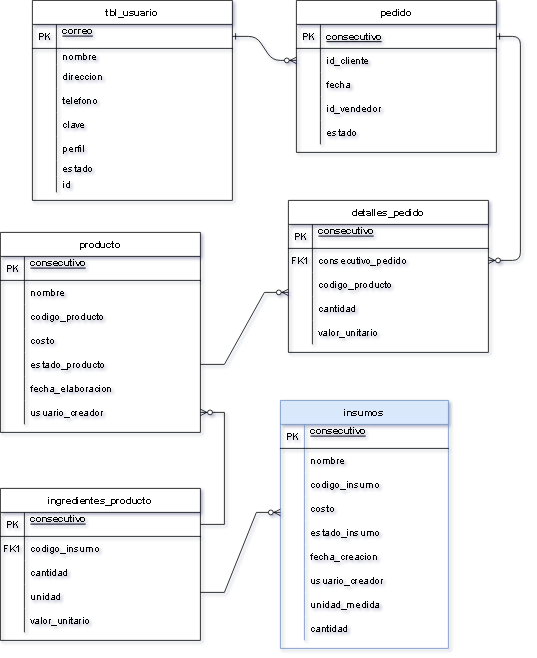 tbl_usuario
PK correo
nombre
direccion
telefono
clave
perfil
estado
id
pedido
PK consecutivo
id_cliente
fecha
id_vendedor
estado
detalles_pedido
PK consecutivo
FK1 consecutivo_pedido
codigo_producto
cantidad
valor_unitario
producto
PK consecutivo
nombre
codigo_producto
costo
estado_producto
fecha_elaboracion
usuario_creador
insumos
PK consecutivo
nombre
codigo_insumo
costo
estado_insumo
fecha_creacion
usuario_creador
unidad_medida
cantidad
ingredientes_producto
PK consecutivo
FK1 codigo_insumo
cantidad
unidad
valor_unitario